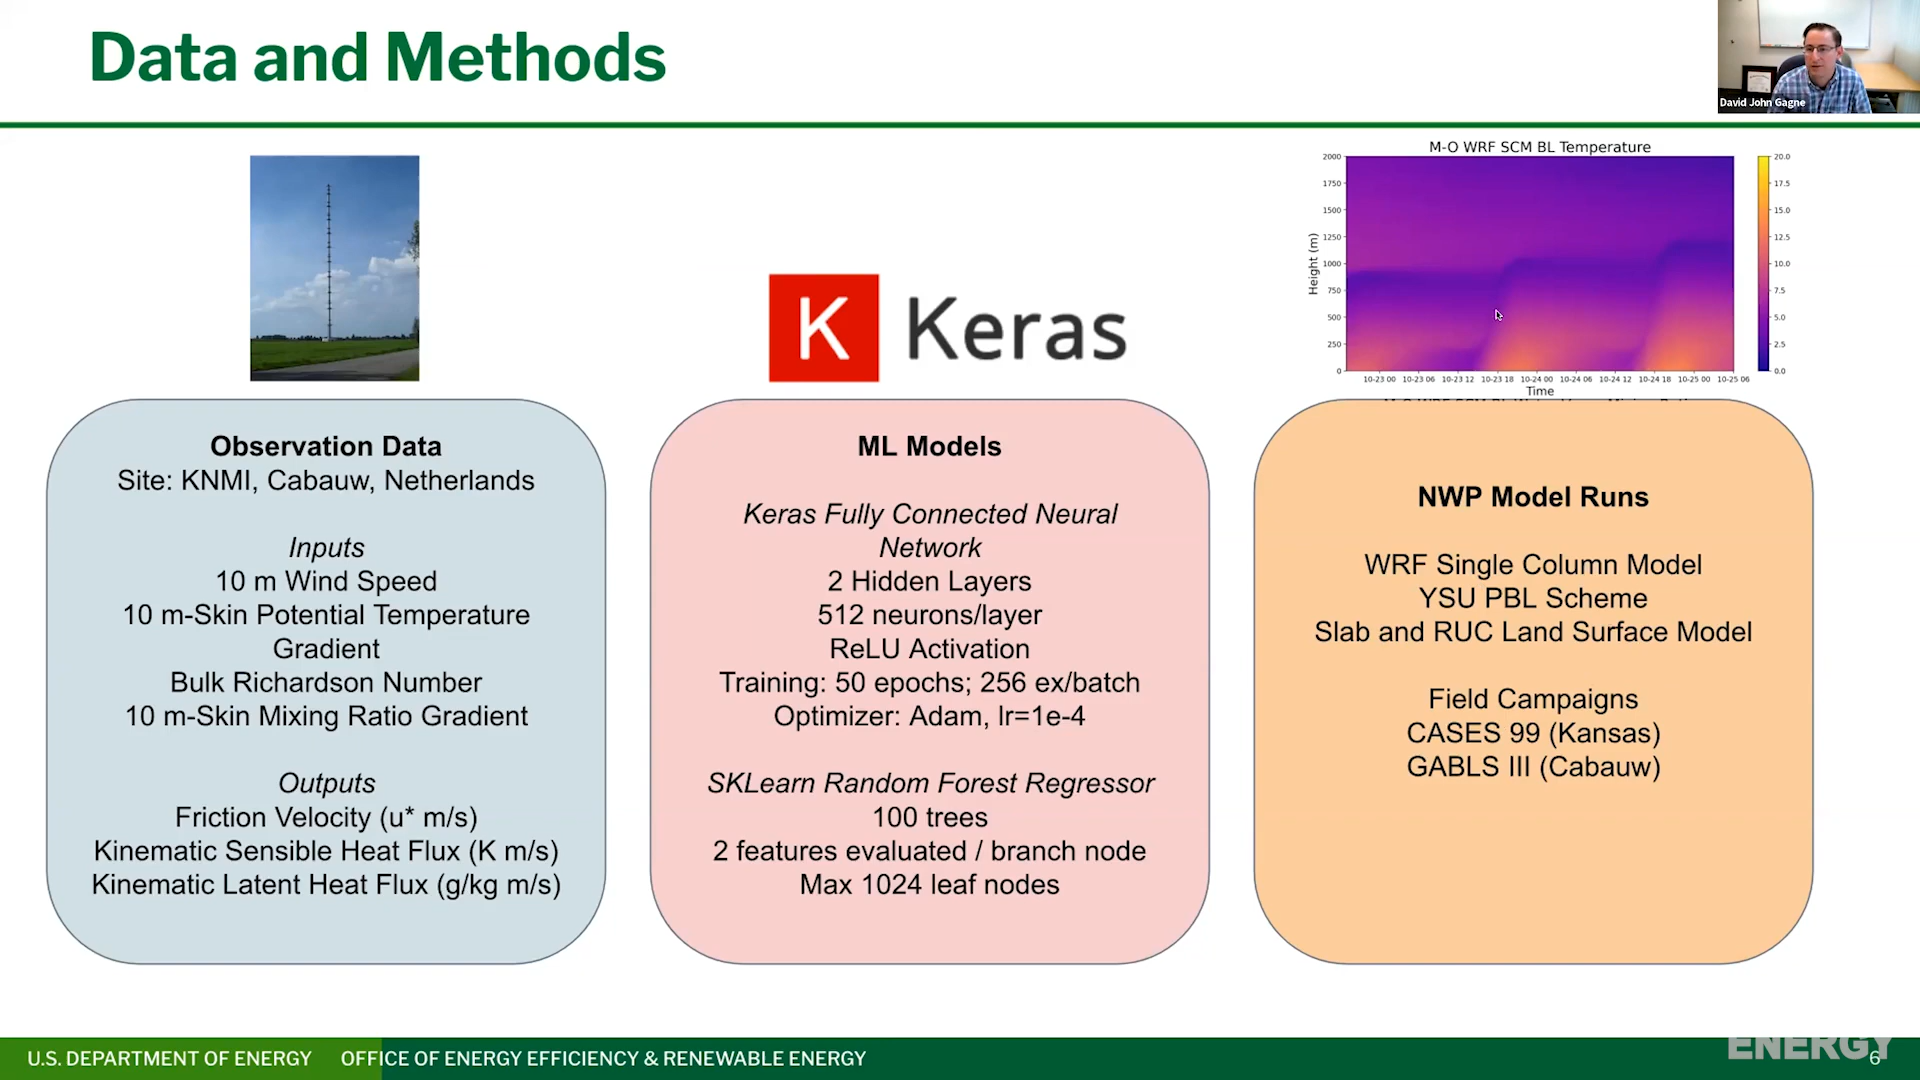 Data and Methods
David John Gagne
M-O WRF SCM BL Temperature
2000
1750
1500
1250
1000
750
500
250
0
Height (m)
10-23 00 10-23 06 10-23 12 10-23 18 10-24 00 10-24 06 10-24 12 10-24 18 10-25 00 10-25 06
Time
20.0
17.5
15.0
12.5
10.0
7.5
5.0
2.5
0.0
K Keras
Observation Data
Site: KNMI, Cabauw, Netherlands
Inputs
10 m Wind Speed
10 m-Skin Potential Temperature
Gradient
Bulk Richardson Number
10 m-Skin Mixing Ratio Gradient
Outputs
Friction Velocity (u* m/s)
Kinematic Sensible Heat Flux (K m/s)
Kinematic Latent Heat Flux (g/kg m/s)
ML Models
Keras Fully Connected Neural
Network
2 Hidden Layers
512 neurons/layer
ReLU Activation
Training: 50 epochs; 256 ex/batch
Optimizer: Adam, lr=1e-4
SKLearn Random Forest Regressor
100 trees
2 features evaluated / branch node
Max 1024 leaf nodes
NWP Model Runs
WRF Single Column Model
YSU PBL Scheme
Slab and RUC Land Surface Model
Field Campaigns
CASES 99 (Kansas)
GABLS III (Cabauw)
U.S. DEPARTMENT OF ENERGY OFFICE OF ENERGY EFFICIENCY & RENEWABLE ENERGY
ENERGY
6